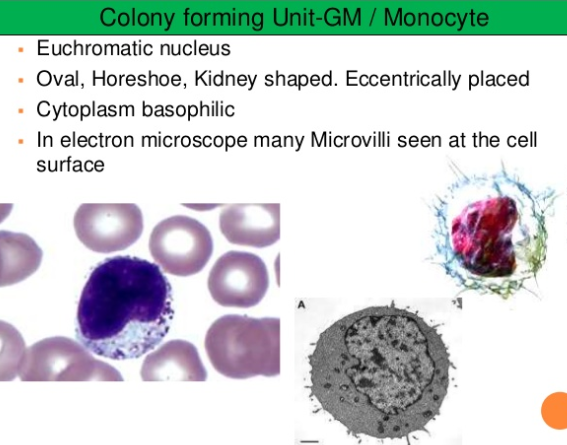 Colony forming Unit-GM / Monocyte
Euchromatic nucleus
Oval, Horeshoe, Kidney shaped. Eccentrically placed
Cytoplasm basophilic
In electron microscope many Microvilli seen at the cell
surface
A